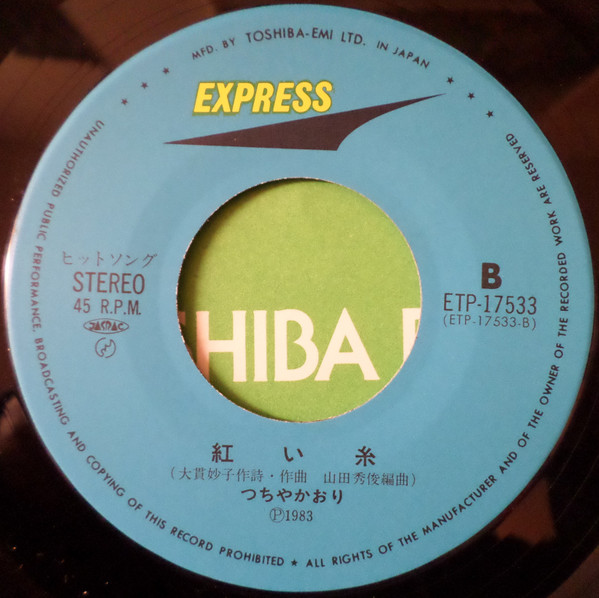 MFD. BY TOSHIBA-EMI LTD. IN JAPAN
EXPRESS
ヒットソング
STEREO
45 R.P.M.
JASRAC
B
ETP-17533
(ETP-17533-B)
HIBA
紅い糸
(大貫妙子作詩・作曲 山田秀俊編曲)
つちやかおり
Ⓟ1983
UNAUTHORIZED PUBLIC PERFORMANCE, BROADCASTING AND COPYING OF THIS RECORD PROHIBITED ★ ALL RIGHTS OF THE MANUFACTURER AND OF THE OWNER OF THE RECORDED WORK ARE RESERVED